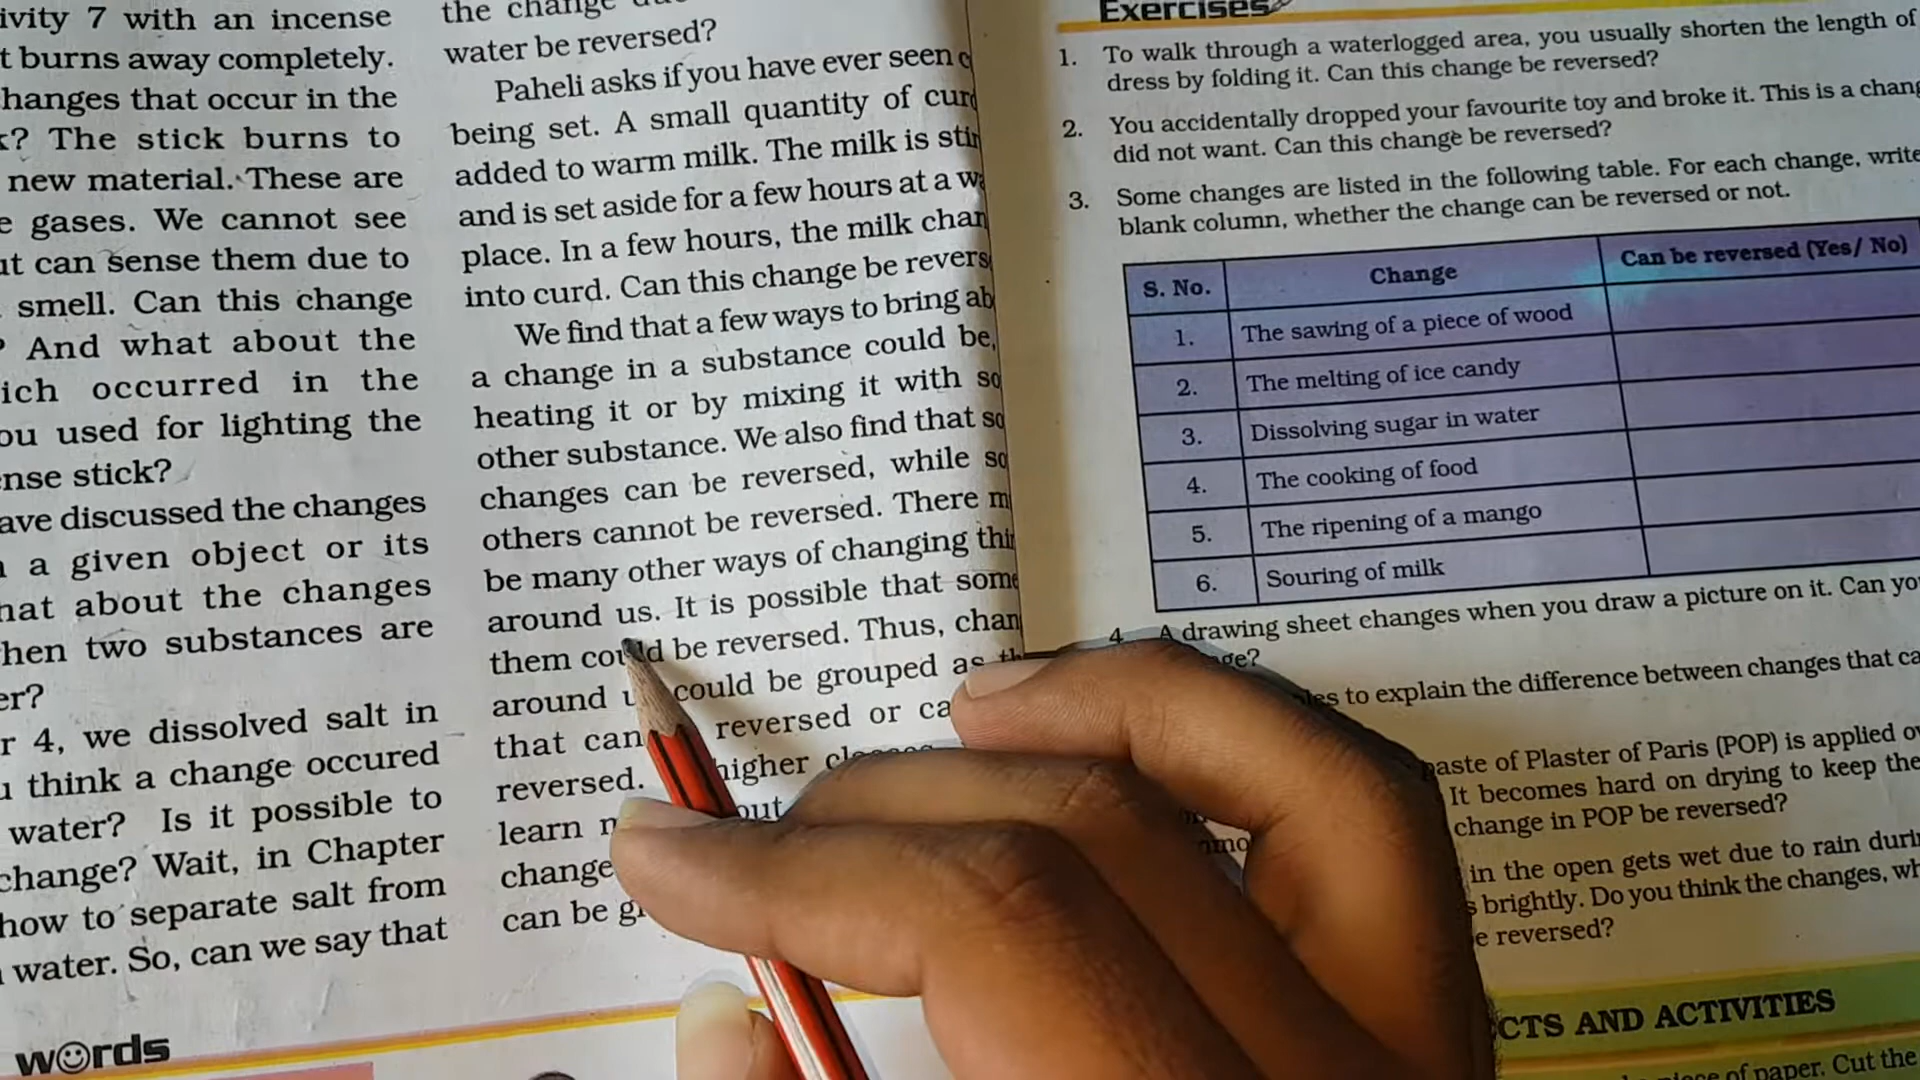 ivity 7 with an incense
t burns away completely.
hanges that occur in the
? The stick burns to
new material. These are
e gases. We cannot see
ut can sense them due to
smell. Can this change
? And what about the
ich occurred in the
ou used for lighting the
ense stick?
ave discussed the changes
a given object or its
hat about the changes
hen two substances are
er?
r 4, we dissolved salt in
u think a change occured
water? Is it possible to
change? Wait, in Chapter
how to separate salt from
water. So, can we say that
words
the change
water be reversed?
Paheli asks if you have ever seen c
being set. A small quantity of curd
added to warm milk. The milk is stir
and is set aside for a few hours at a wa
place. In a few hours, the milk chan
into curd. Can this change be revers
We find that a few ways to bring ab
a change in a substance could be,
heating it or by mixing it with so
other substance. We also find that so
changes can be reversed, while so
others cannot be reversed. There m
be many other ways of changing thi
around us. It is possible that some
them could be reversed. Thus, chan
around could be grouped as th
that can reversed or ca
reversed. higher classes
learn out
change
can be
Exercises
1. To walk through a waterlogged area, you usually shorten the length of
dress by folding it. Can this change be reversed?
2. You accidentally dropped your favourite toy and broke it. This is a chang
did not want. Can this change be reversed?
3. Some changes are listed in the following table. For each change, write
blank column, whether the change can be reversed or not.
S. No. Change Can be reversed (Yes/ No)
1. The sawing of a piece of wood
2. The melting of ice candy
3. Dissolving sugar in water
4. The cooking of food
5. The ripening of a mango
6. Souring of milk
4. A drawing sheet changes when you draw a picture on it. Can yo
ge?
les to explain the difference between changes that ca
paste of Plaster of Paris (POP) is applied ov
It becomes hard on drying to keep the
change in POP be reversed?
in the open gets wet due to rain duri
s brightly. Do you think the changes, wh
e reversed?
CTS AND ACTIVITIES
piece of paper. Cut the